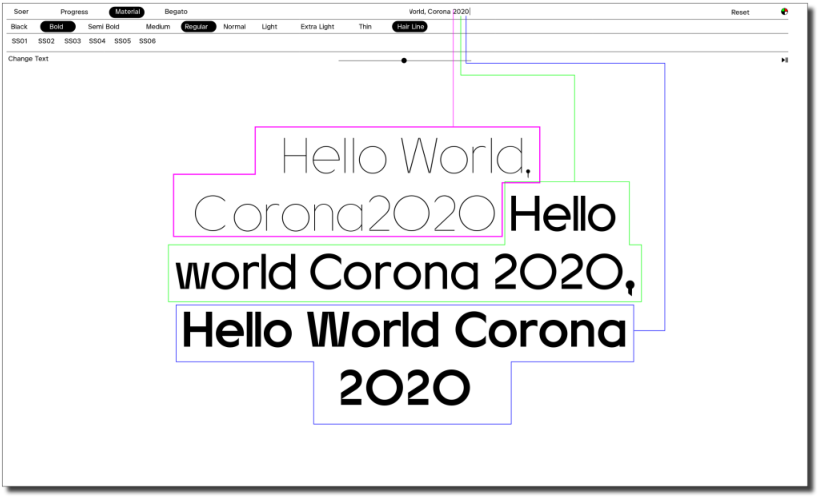 Soer Progress Material Begato World, Corona 2020 Reset
Black Bold Semi Bold Medium Regular Normal Light Extra Light Thin Hair Line
SS01 SS02 SS03 SS04 SS05 SS06
Change Text
Hello World,
Corona2020 Hello
world Corona 2020,
Hello World Corona
2020